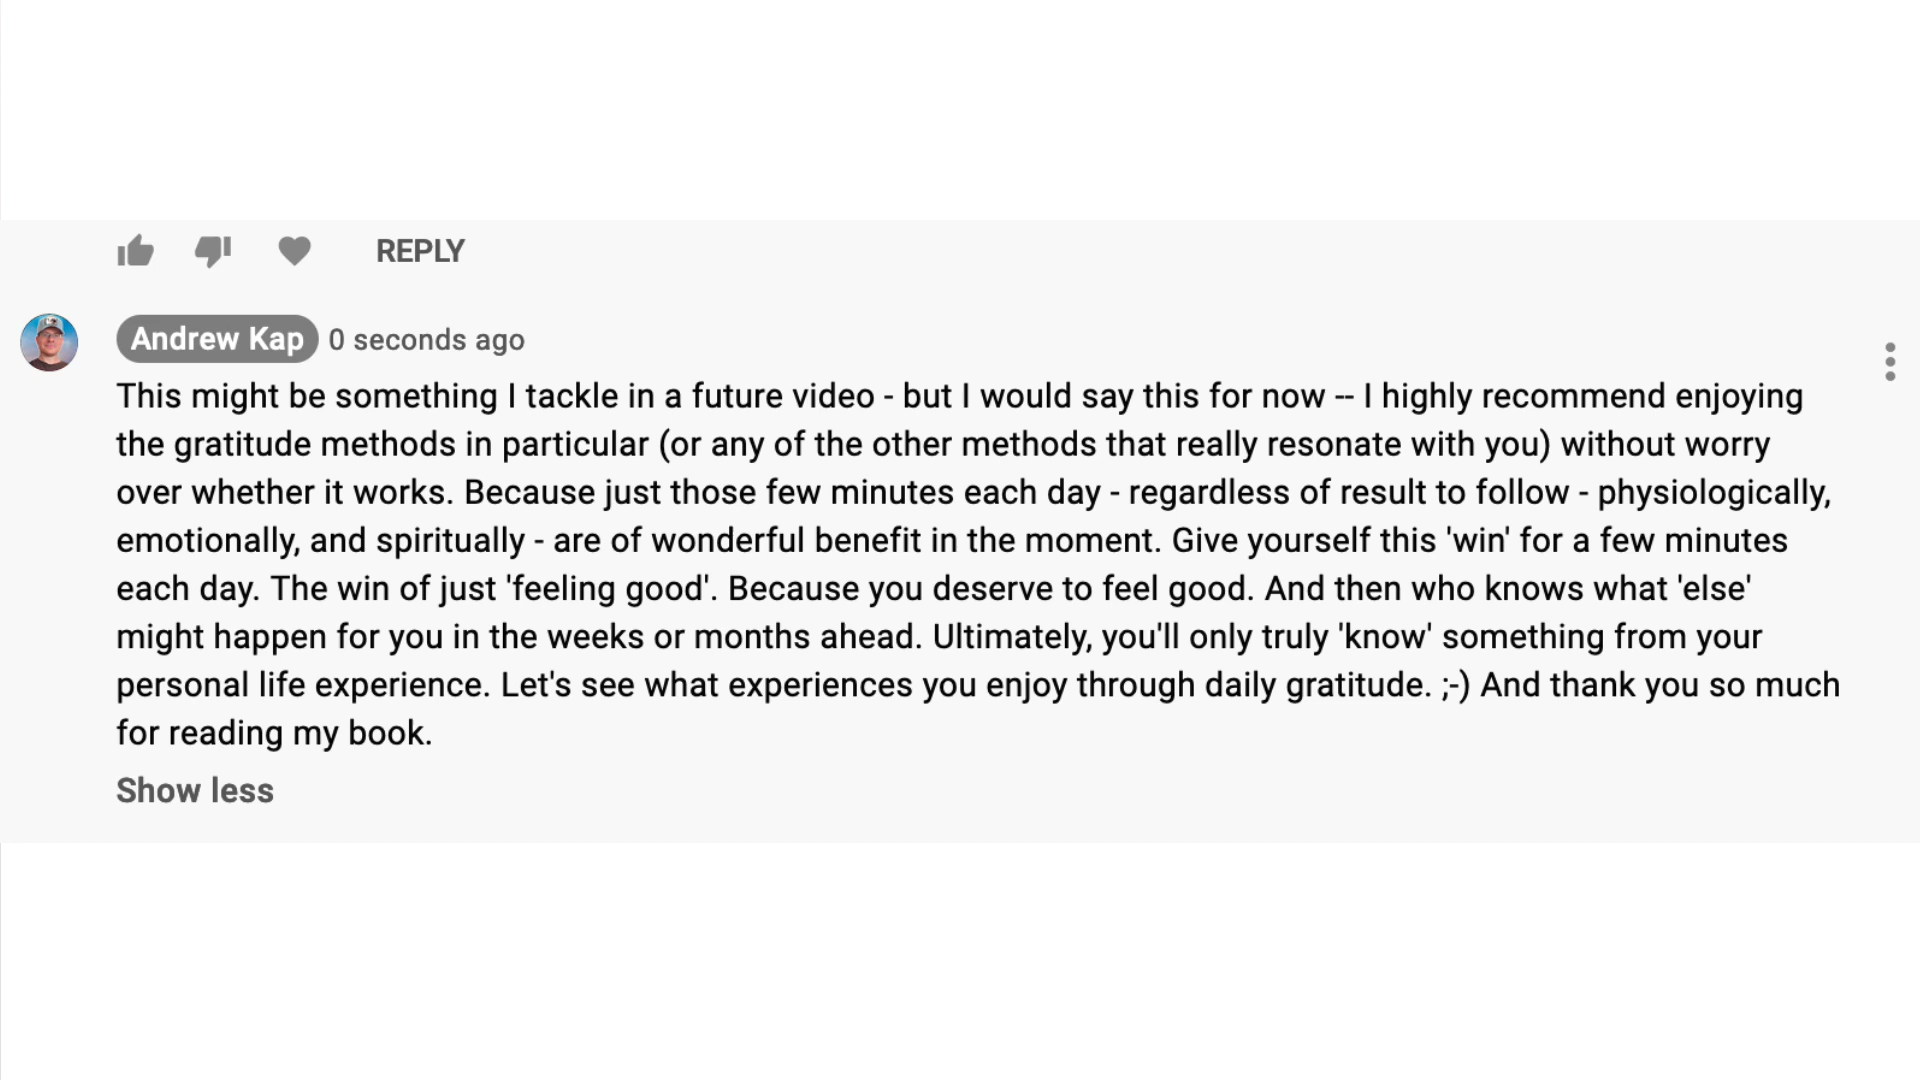 REPLY
Andrew Kap 0 seconds ago
This might be something I tackle in a future video - but I would say this for now -- I highly recommend enjoying
the gratitude methods in particular (or any of the other methods that really resonate with you) without worry
over whether it works. Because just those few minutes each day - regardless of result to follow - physiologically,
emotionally, and spiritually - are of wonderful benefit in the moment. Give yourself this 'win' for a few minutes
each day. The win of just 'feeling good'. Because you deserve to feel good. And then who knows what 'else'
might happen for you in the weeks or months ahead. Ultimately, you'll only truly 'know' something from your
personal life experience. Let's see what experiences you enjoy through daily gratitude. ;-) And thank you so much
for reading my book.
Show less